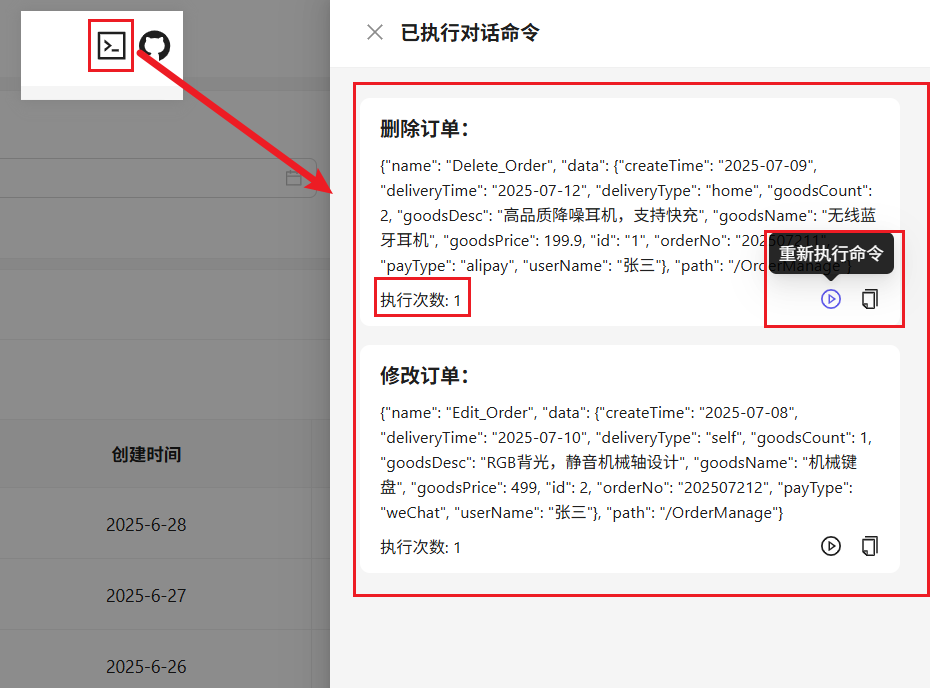 已执行对话命令
删除订单：
{"name": "Delete_Order", "data": {"createTime": "2025-07-09",
"deliveryTime": "2025-07-12", "deliveryType": "home", "goodsCount":
2, "goodsDesc": "高品质降噪耳机，支持快充", "goodsName": "无线蓝
牙耳机", "goodsPrice": 199.9, "id": "1", "orderNo": "202507211",
"payType": "alipay", "userName": "张三"}, "path": "/OrderManage"}
重新执行命令
执行次数: 1
修改订单：
{"name": "Edit_Order", "data": {"createTime": "2025-07-08",
"deliveryTime": "2025-07-10", "deliveryType": "self", "goodsCount": 1,
"goodsDesc": "RGB背光，静音机械轴设计", "goodsName": "机械键
盘", "goodsPrice": 499, "id": 2, "orderNo": "202507212", "payType":
"weChat", "userName": "张三"}, "path": "/OrderManage"}
执行次数: 1
创建时间
2025-6-28
2025-6-27
2025-6-26